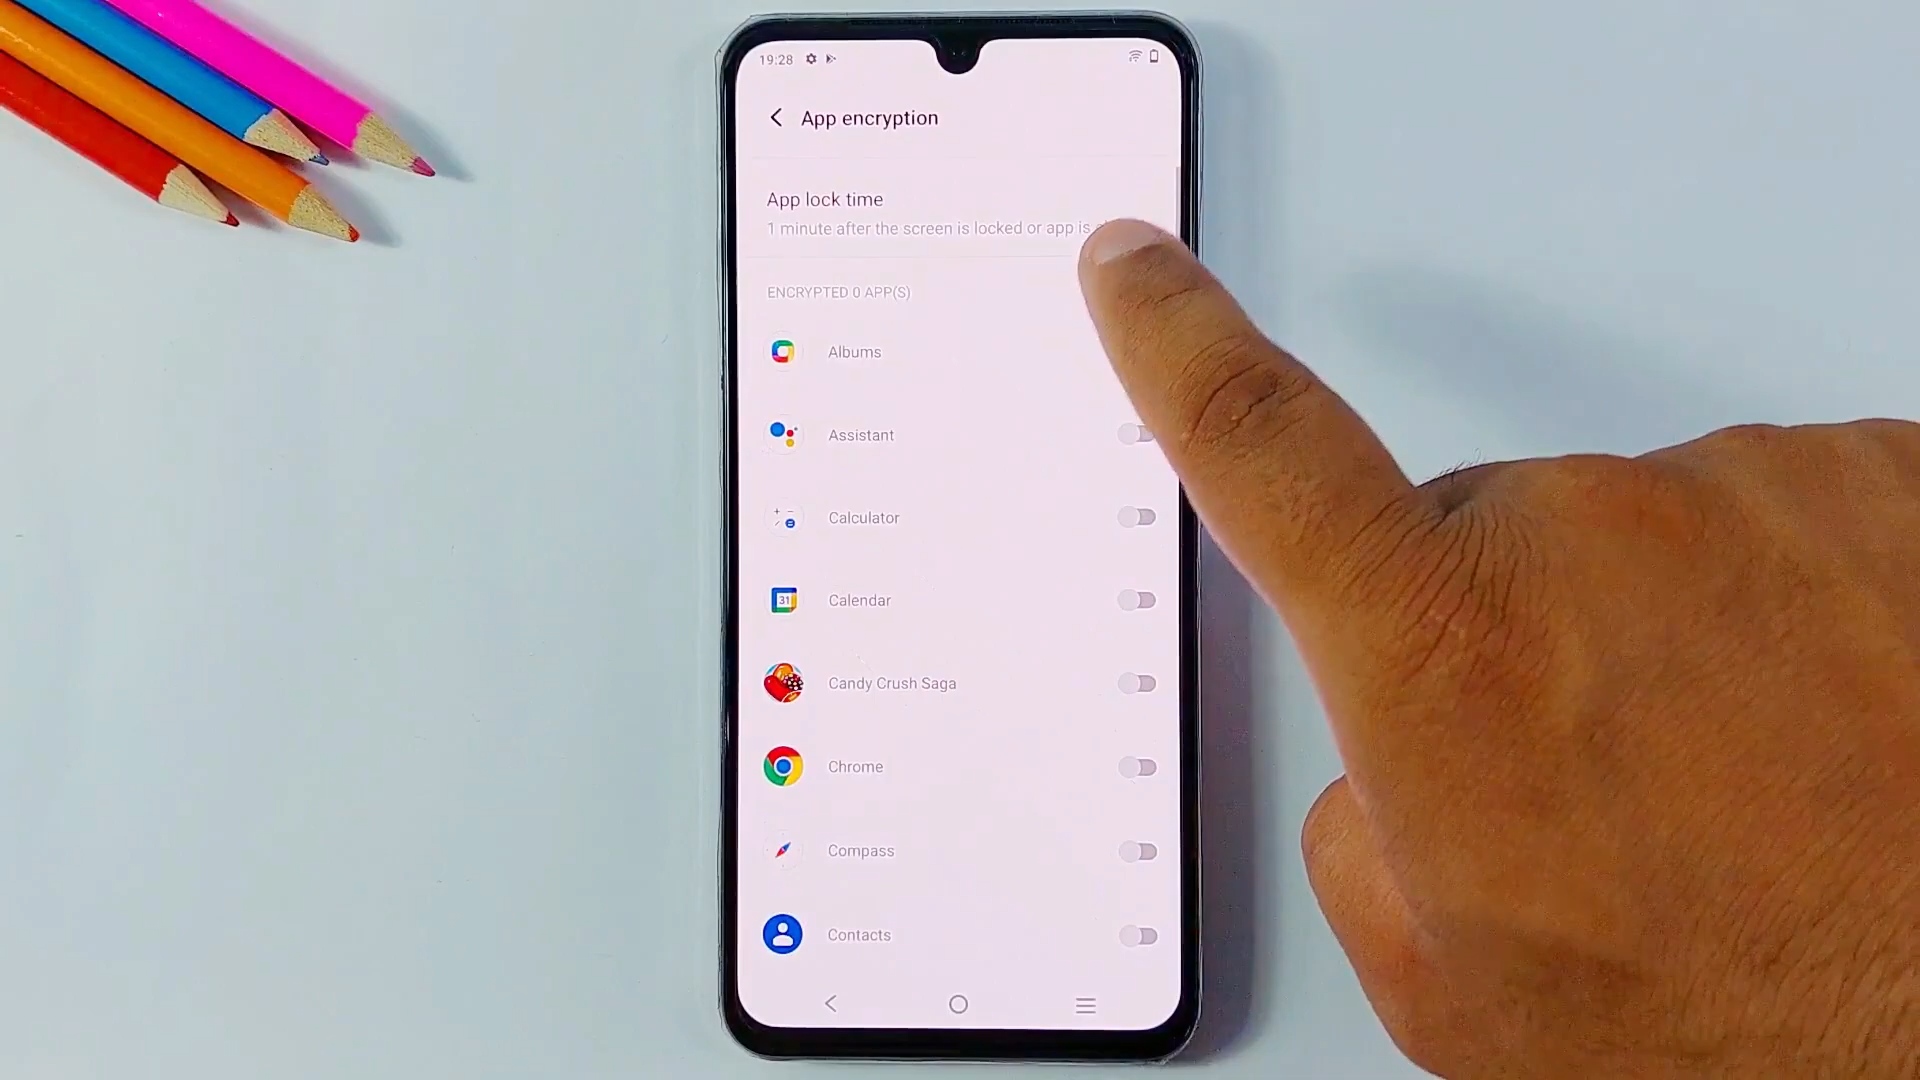 19:28
App encryption
App lock time
1 minute after the screen is locked or app is
ENCRYPTED 0 APP(S)
Albums
Assistant
Calculator
31
Calendar
Candy Crush Saga
Chrome
Compass
Contacts